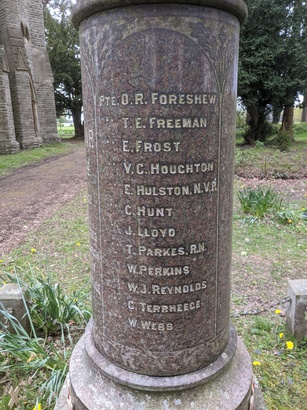 PTE. O. R. FORESHEW
T. E. FREEMAN
E. FROST
V. C. HOUGHTON
E. HULSTON, N.V.R.
C. HUNT
J. LLOYD
T. PARKES, R.N.
W. PERKINS
W. J. REYNOLDS
C. TERRHEEGE
W. WEBB